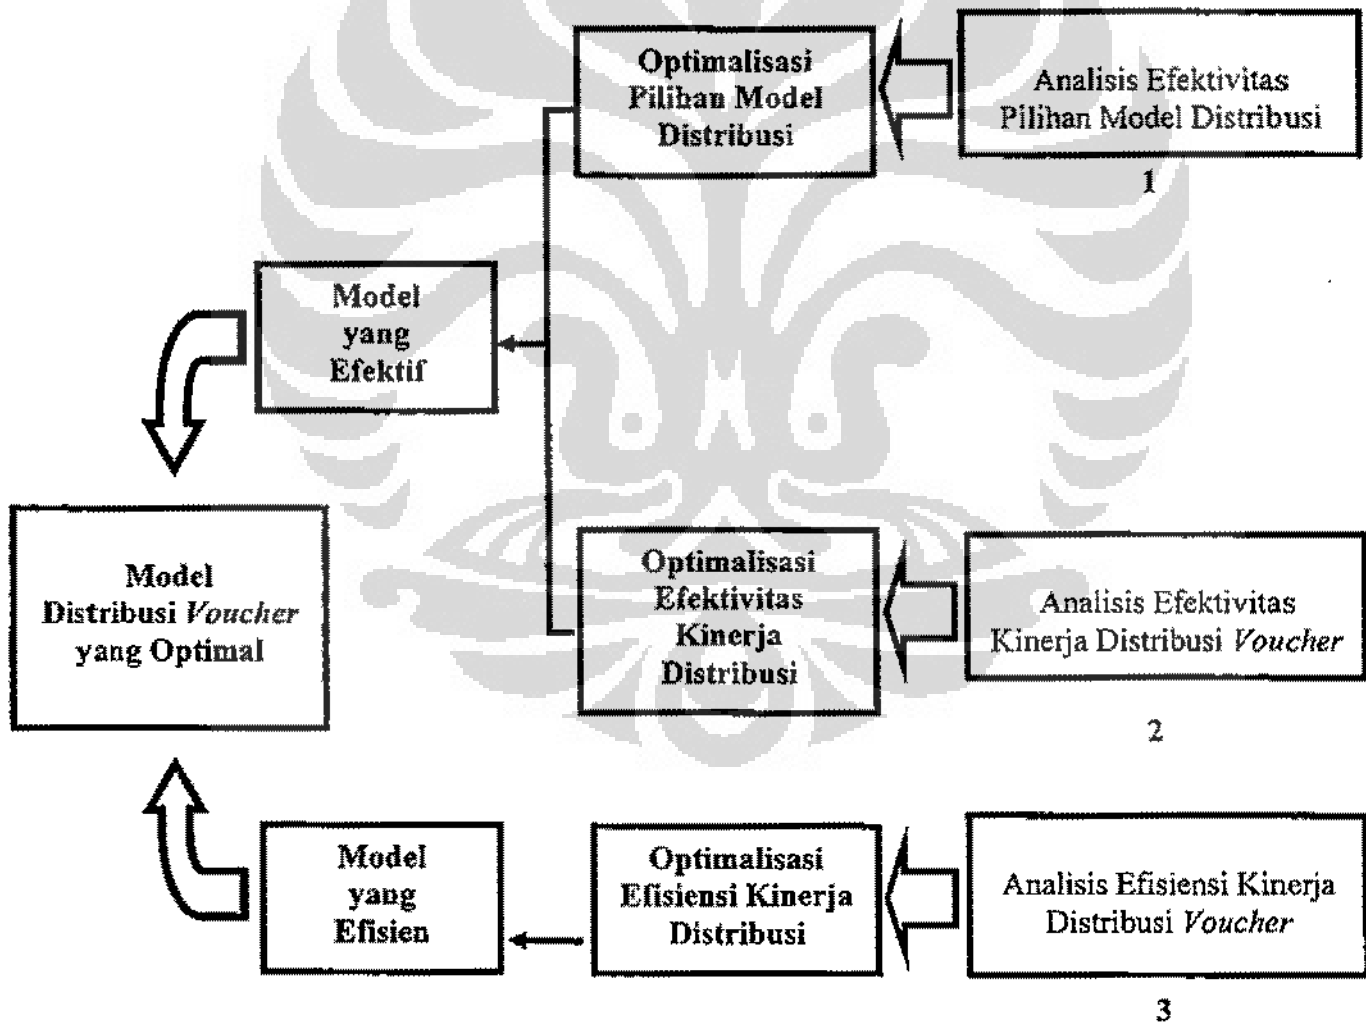 Optimalisasi
Pilihan Model
Distribusi
Analisis Efektivitas
Pilihan Model Distribusi
1
Model
yang
Efektif
Optimalisasi
Efektivitas
Kinerja
Distribusi
Analisis Efektivitas
Kinerja Distribusi Voucher
2
Model
Distribusi Voucher
yang Optimal
Model
yang
Efisien
Optimalisasi
Efisiensi Kinerja
Distribusi
Analisis Efisiensi Kinerja
Distribusi Voucher
3